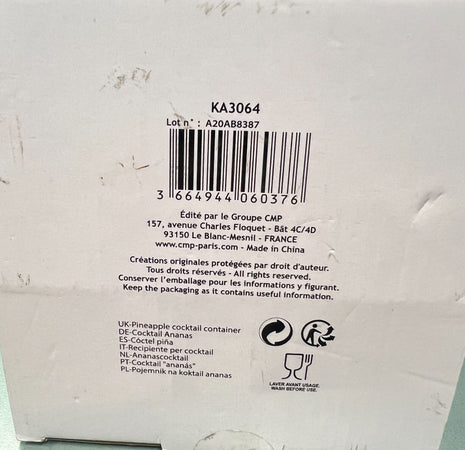 KA3064
Lot n° : A20AB8387
3 664944 060376
Édité par le Groupe CMP
157, avenue Charles Floquet - Bât 4C/4D
93150 Le Blanc-Mesnil - FRANCE
www.cmp-paris.com - Made in China
Créations originales protégées par droit d'auteur.
Tous droits réservés - All rights reserved.
Conserver l'emballage pour les informations y figurant.
Keep the packaging as it contains useful information.
UK-Pineapple cocktail container
DE-Cocktail Ananas
ES-Cóctel piña
IT-Recipiente per cocktail
NL-Ananascocktail
PT-Cocktail "ananás"
PL-Pojemnik na koktail ananas
LAVER AVANT USAGE.
WASH BEFORE USE.